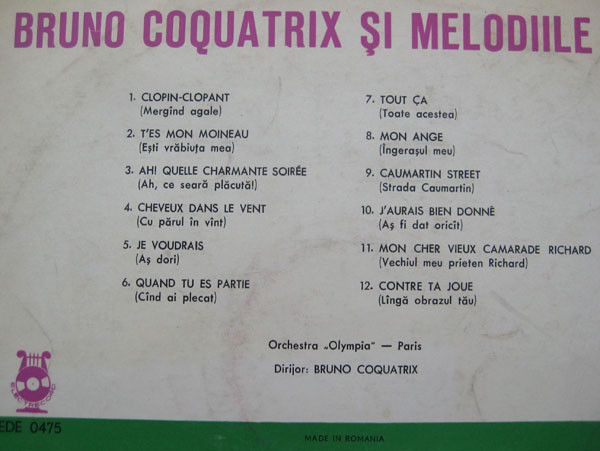 BRUNO COQUATRIX ŞI MELODIILE
1. CLOPIN-CLOPANT
(Mergînd agale)
2. T'ES MON MOINEAU
(Eşti vrăbiuţa mea)
3. AH! QUELLE CHARMANTE SOIRÉE
(Ah, ce seară plăcută!)
4. CHEVEUX DANS LE VENT
(Cu părul în vînt)
5. JE VOUDRAIS
(Aş dori)
6. QUAND TU ES PARTIE
(Cînd ai plecat)
7. TOUT ÇA
(Toate acestea)
8. MON ANGE
(Îngeraşul meu)
9. CAUMARTIN STREET
(Strada Caumartin)
10. J'AURAIS BIEN DONNÉ
(Aş fi dat oricît)
11. MON CHER VIEUX CAMARADE RICHARD
(Vechiul meu prieten Richard)
12. CONTRE TA JOUE
(Lîngă obrazul tău)
Orchestra „Olympia" — Paris
Dirijor: BRUNO COQUATRIX
EDE 0475
MADE IN ROMANIA